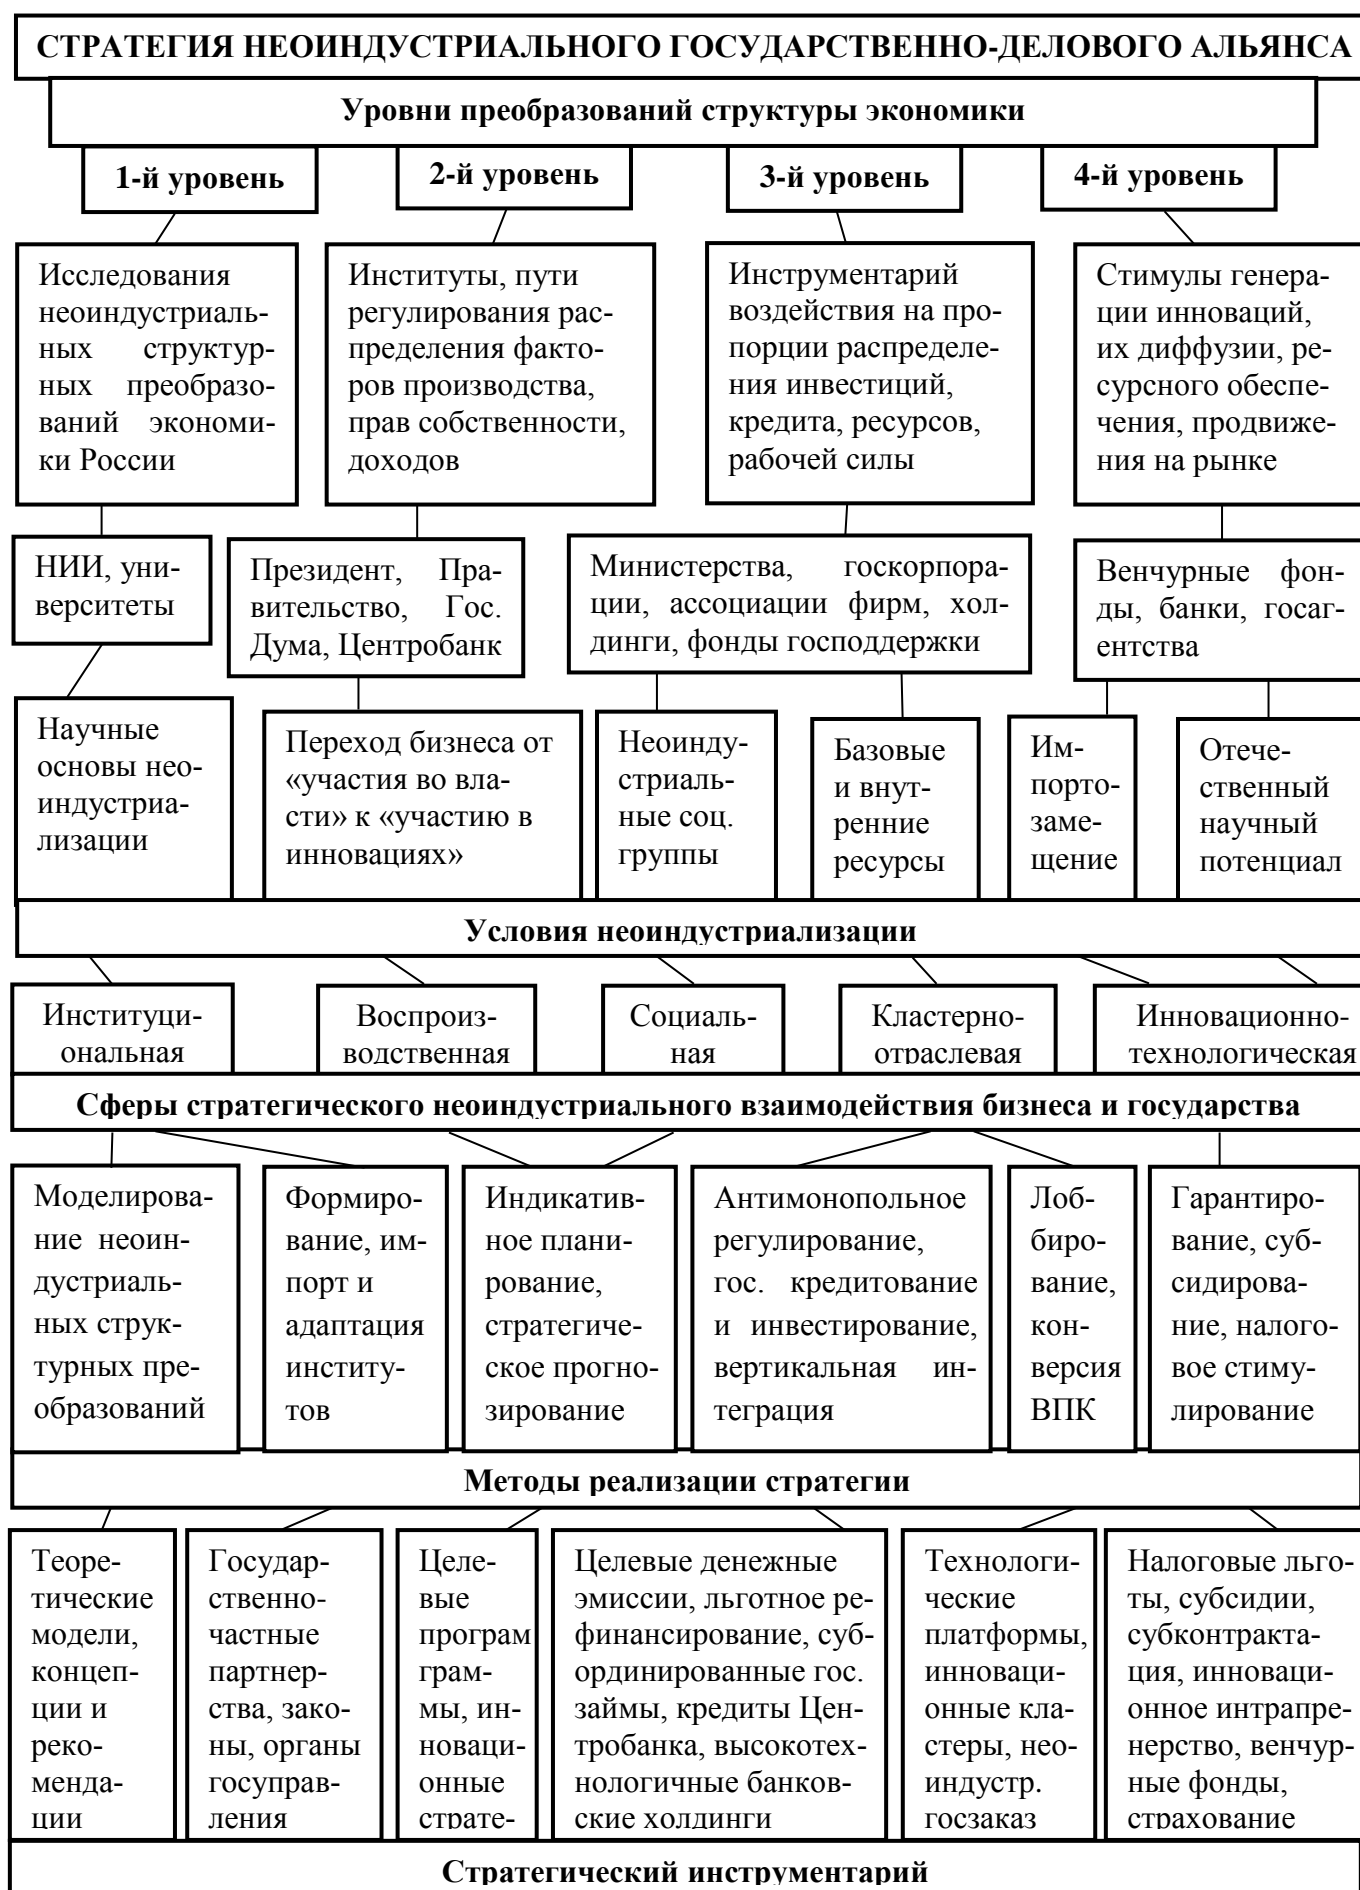 СТРАТЕГИЯ НЕОИНДУСТРИАЛЬНОГО ГОСУДАРСТВЕННО-ДЕЛОВОГО АЛЬЯНСА
Уровни преобразований структуры экономики
1-й уровень
2-й уровень
3-й уровень
4-й уровень
Исследования
неоиндустриаль-
ных структур-
ных преобразо-
ваний экономи-
ки России
Институты, пути
регулирования рас-
пределения факто-
ров производства,
прав собственности,
доходов
Инструментарий
воздействия на про-
порции распределе-
ния инвестиций,
кредита, ресурсов,
рабочей силы
Стимулы генера-
ции инноваций,
их диффузии, ре-
сурсного обеспе-
чения, продвиже-
ния на рынке
НИИ, уни-
верситеты
Президент, Пра-
вительство, Гос.
Дума, Центробанк
Министерства, госкорпора-
ции, ассоциации фирм, хол-
динги, фонды господдержки
Венчурные фон-
ды, банки, госаг-
ентства
Научные
основы нео-
индустриа-
лизации
Переход бизнеса от
«участия во вла-
сти» к «участию в
инновациях»
Неоинду-
стриаль-
ные соц.
группы
Базовые
и внут-
ренние
ресурсы
Им-
порто-
заме-
щение
Отече-
ственный
научный
потенциал
Условия неоиндустриализации
Институци-
ональная
Воспроиз-
водственная
Социаль-
ная
Кластерно-
отраслевая
Инновационно-
технологическая
Сферы стратегического неоиндустриального взаимодействия бизнеса и государства
Моделирова-
ние неоин-
дустриаль-
ных струк-
турных пре-
образований
Формиро-
вание, им-
порт и
адаптация
институ-
тов
Индикатив-
ное плани-
рование,
стратегиче-
ское прогно-
зирование
Антимонопольное
регулирование,
гос. кредитование
и инвестирование,
вертикальная ин-
теграция
Лоб-
биро-
вание,
кон-
версия
ВПК
Гарантиро-
вание, суб-
сидирова-
ние, налого-
вое стиму-
лирование
Методы реализации стратегии
Теоре-
тические
модели,
концеп-
ции и
реко-
менда-
ции
Государ-
ственно-
частные
партнер-
ства, зако-
ны, органы
госуправ-
ления
Целе-
вые
програм
грам-
мы, ин-
новаци-
онные
страте-
Целевые денежные
эмиссии, льготное ре-
финансирование, суб-
ординированные гос.
займы, кредиты Цен-
тробанка, высокотех-
нологичные банков-
ские холдинги
Технологи-
ческие
платформы,
инноваци-
онные кла-
стеры, нео-
индустр.
госзаказ
Налоговые льго-
ты, субсидии,
субконтракта-
ция, инноваци-
онное интрапре-
нерство, венчур-
ные фонды,
страхование
Стратегический инструментарий